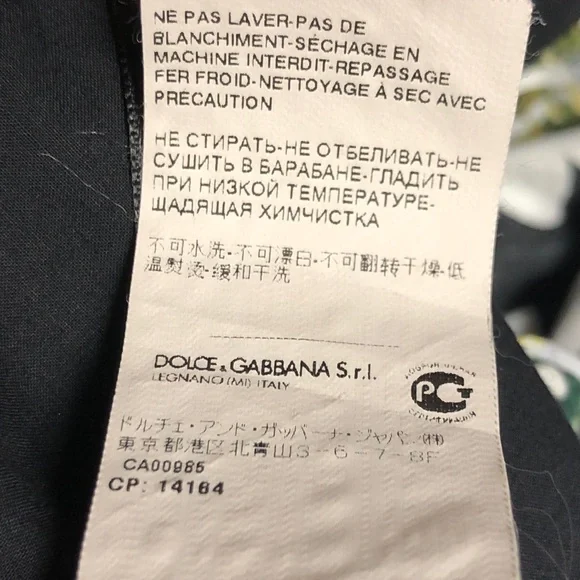 NE PAS LAVER-PAS DE
BLANCHIMENT-SÉCHAGE EN
MACHINE INTERDIT-REPASSAGE
FER FROID-NETTOYAGE À SEC AVEC
PRÉCAUTION
НЕ СТИРАТЬ-НЕ ОТБЕЛИВАТЬ-НЕ
СУШИТЬ В БАРАБАНЕ-ГЛАДИТЬ
ПРИ НИЗКОЙ ТЕМПЕРАТУРЕ-
ЩАДЯЩАЯ ХИМЧИСТКА
不可水洗-不可漂白-不可翻转干燥-低
温熨烫-缓和干洗
DOLCE & GABBANA S.r.l.
LEGNANO (MI) ITALY
РСТ
ドルチェ・アンド・ガッバーナ・ジャパン(株)
東京都港区北青山3-6-7-8F
CA00985
CP: 14164